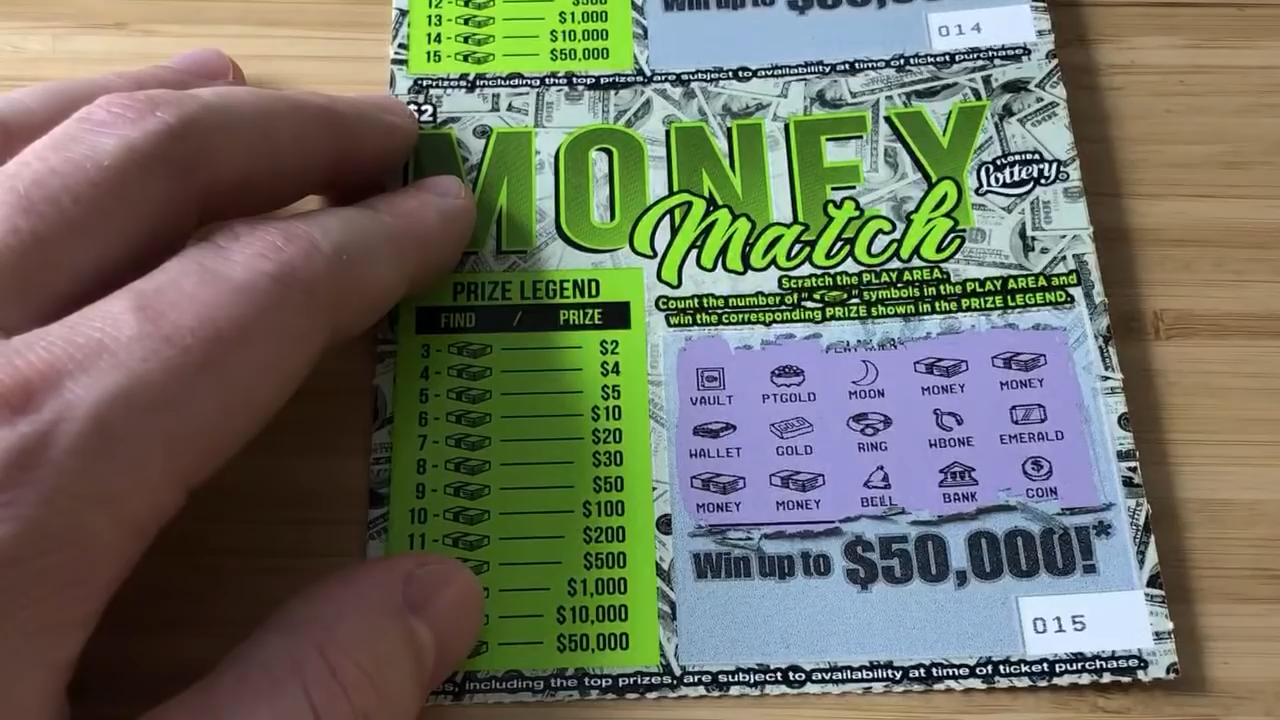 $500
13 - $1,000
14 - $10,000
15 - $50,000
Win up to
014
*Prizes, including the top prizes, are subject to availability at time of ticket purchase.
$2
MONEY
Match
FLORIDA
Lottery
Scratch the PLAY AREA.
Count the number of " " symbols in the PLAY AREA and
win the corresponding PRIZE shown in the PRIZE LEGEND.
PRIZE LEGEND
FIND / PRIZE
3 - $2
4 - $4
5 - $5
6 - $10
7 - $20
8 - $30
9 - $50
10 - $100
11 - $200
$500
$1,000
$10,000
$50,000
VAULT PTGOLD MOON MONEY MONEY
WALLET GOLD RING WBONE EMERALD
MONEY MONEY BELL BANK COIN
Win up to $50,000!*
015
including the top prizes, are subject to availability at time of ticket purchase.